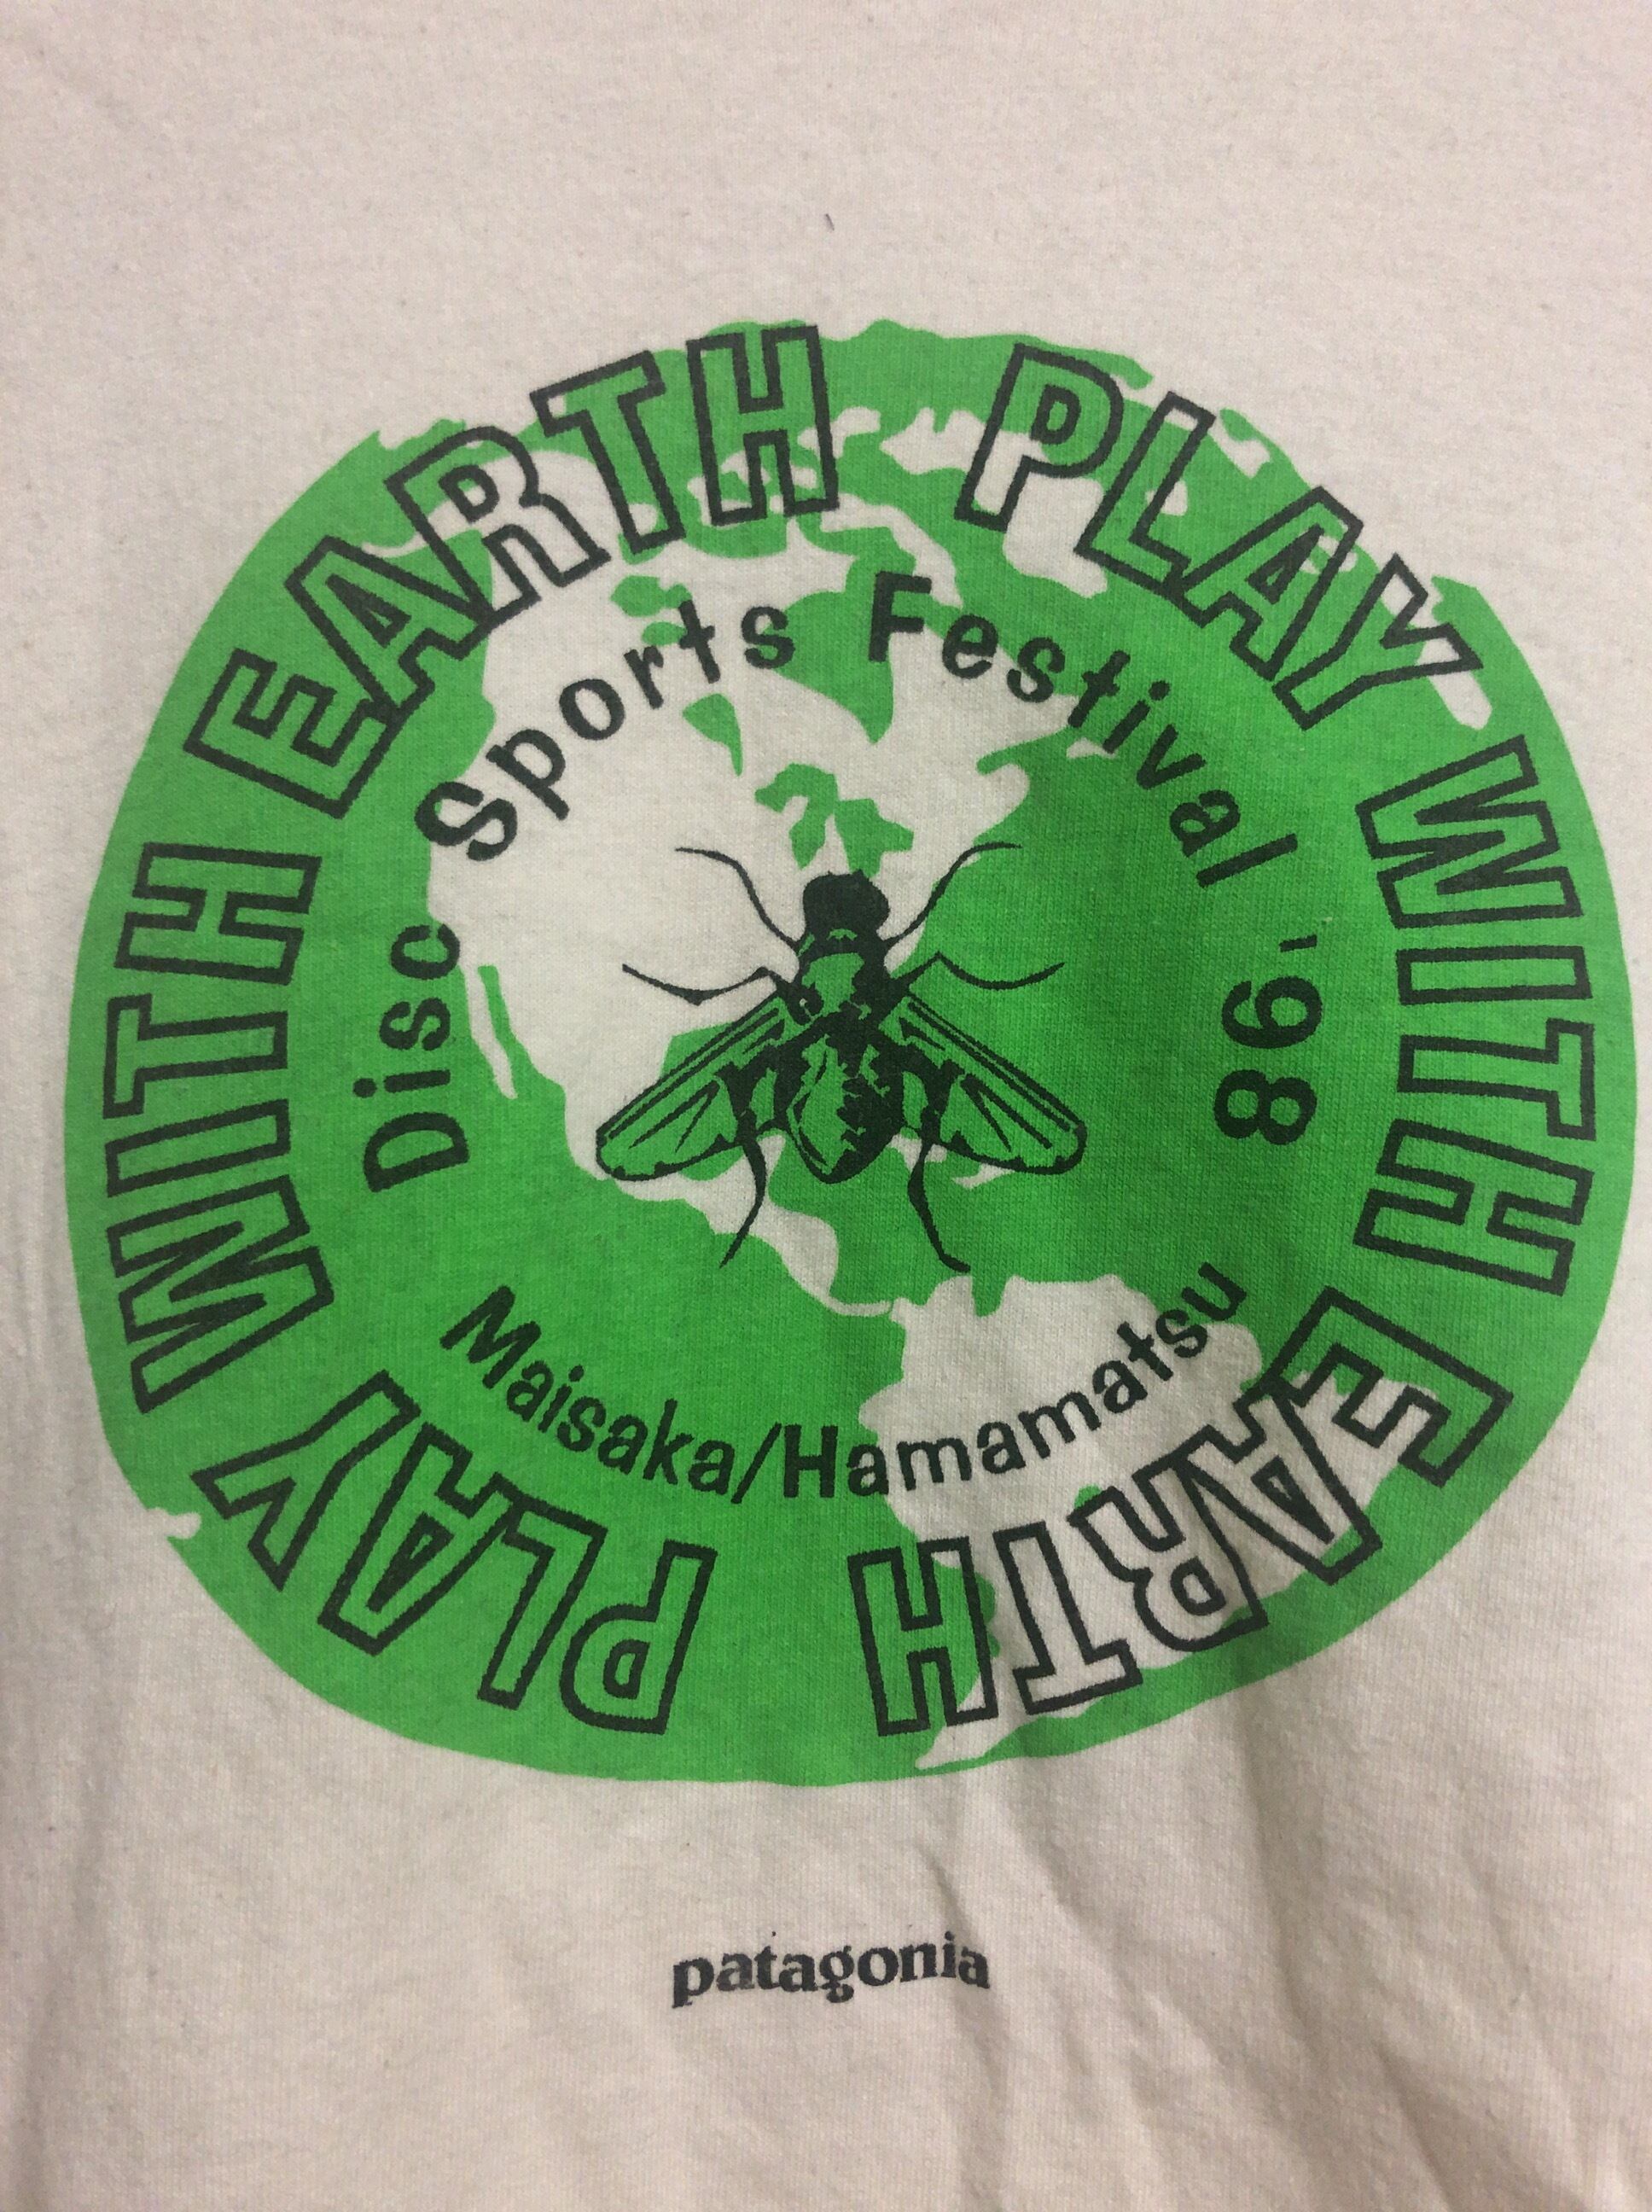 PLAY WITH EARTH PLAY WITH EARTH
Disc Sports Festival '98
Maisaka/Hamamatsu
patagonia